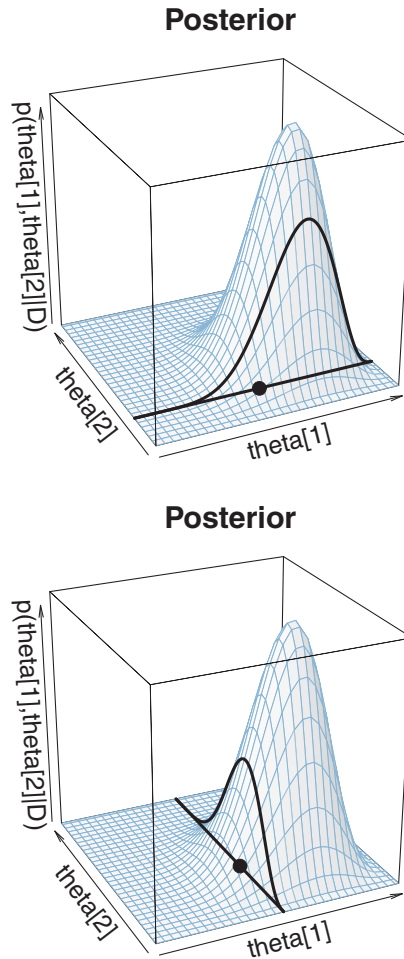 Posterior
p(theta[1],theta[2]|D)
theta[2]
theta[1]
Posterior
p(theta[1],theta[2]|D)
theta[2]
theta[1]